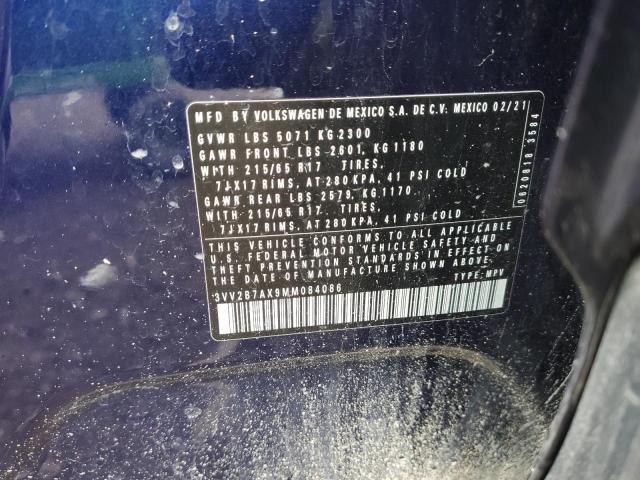 MFD BY VOLKSWAGEN DE MEXICO S.A. DE C.V: MEXICO 02/21
GVWR LBS 5071 KG 2300
GAWR FRONT LBS 2601, KG 1180
WITH 215/65 R17 TIRES,
7JX17 RIMS, AT 280 KPA, 41 PSI COLD
GAWR REAR LBS 2579, KG 1170
WITH 215/65 R17 TIRES,
7JX17 RIMS, AT 280 KPA, 41 PSI COLD
THIS VEHICLE CONFORMS TO ALL APPLICABLE
U.S. FEDERAL MOTOR VEHICLE SAFETY AND
THEFT PREVENTION STANDARDS IN EFFECT ON
THE DATE OF MANUFACTURE SHOWN ABOVE
3VV2B7AX9MM084086 TYPE: MPV
0620818 3584